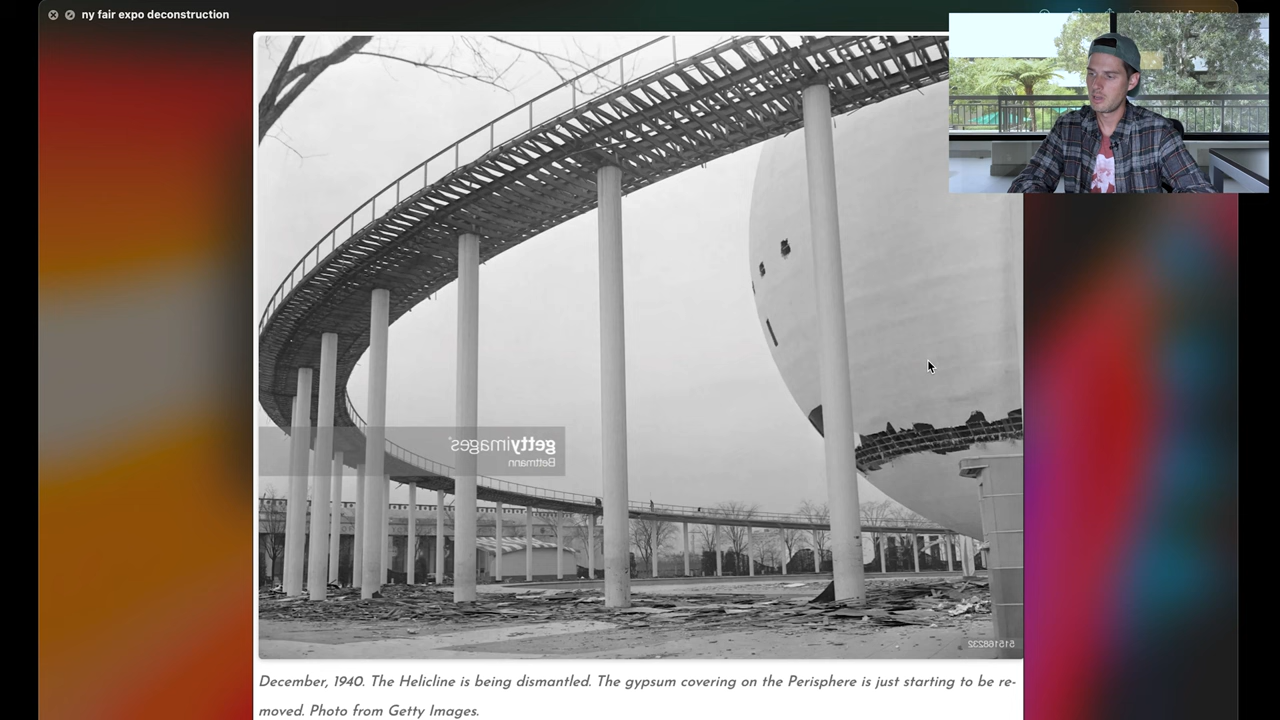 ny fair expo deconstruction
gettyimages®
Bettmann
515168232
December, 1940. The Helicline is being dismantled. The gypsum covering on the Perisphere is just starting to be re-
moved. Photo from Getty Images.